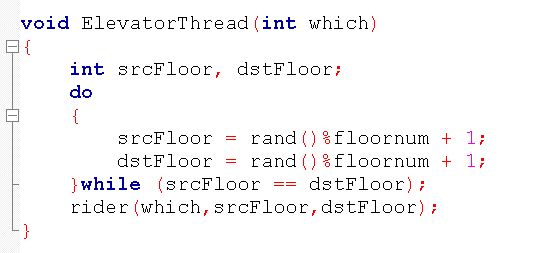 void ElevatorThread(int which)
{
    int srcFloor, dstFloor;
    do
    {
        srcFloor = rand()%floornum + 1;
        dstFloor = rand()%floornum + 1;
    }while (srcFloor == dstFloor);
    rider(which,srcFloor,dstFloor);
}